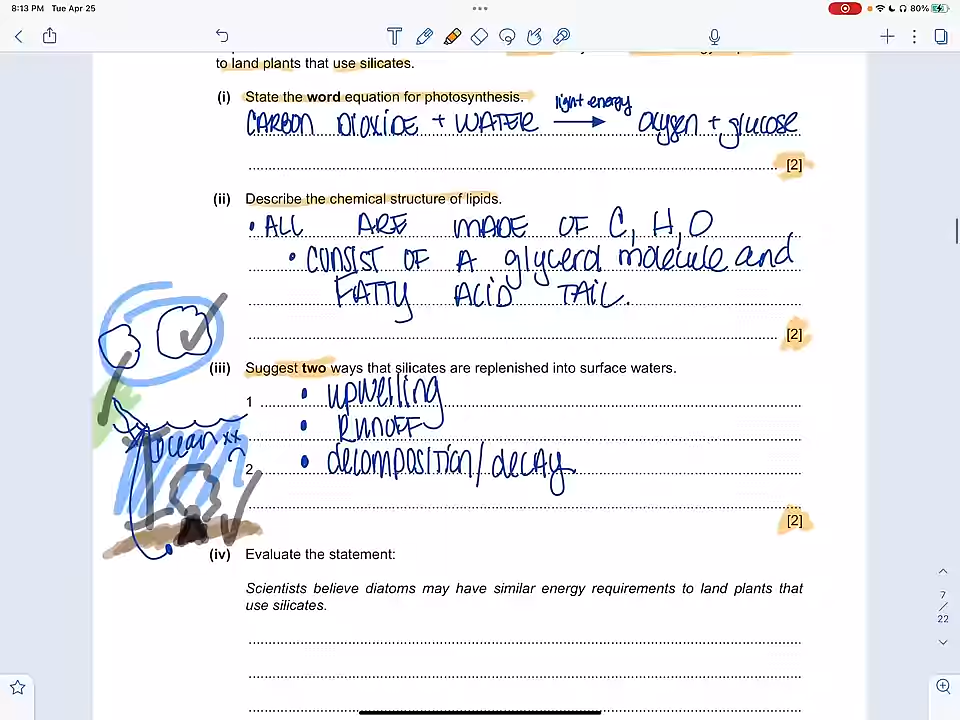 8:13 PM Tue Apr 25
80%
to land plants that use silicates.
(i) State the word equation for photosynthesis.
light energy
CARBON DIOXIDE + WATER → oxygen + glucose
[2]
(ii) Describe the chemical structure of lipids.
• ALL ARE MADE OF C, H, O
• CONSIST OF A glycerol molecule and
FATTY ACID TAIL.
[2]
(iii) Suggest two ways that silicates are replenished into surface waters.
1 • upwelling
• RUNOFF
ocean xx
2 • decomposition/decay
[2]
(iv) Evaluate the statement:
Scientists believe diatoms may have similar energy requirements to land plants that
use silicates.
7
/
22